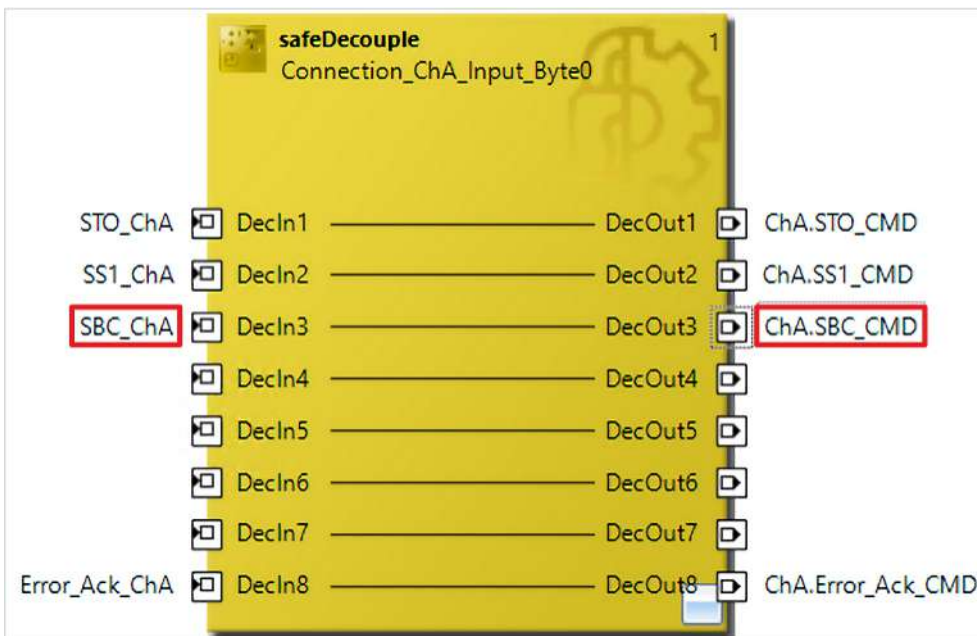 safeDecouple 1
Connection_ChA_Input_Byte0
STO_ChA DecIn1 DecOut1 ChA.STO_CMD
SS1_ChA DecIn2 DecOut2 ChA.SS1_CMD
SBC_ChA DecIn3 DecOut3 ChA.SBC_CMD
DecIn4 DecOut4
DecIn5 DecOut5
DecIn6 DecOut6
DecIn7 DecOut7
Error_Ack_ChA DecIn8 DecOut8 ChA.Error_Ack_CMD